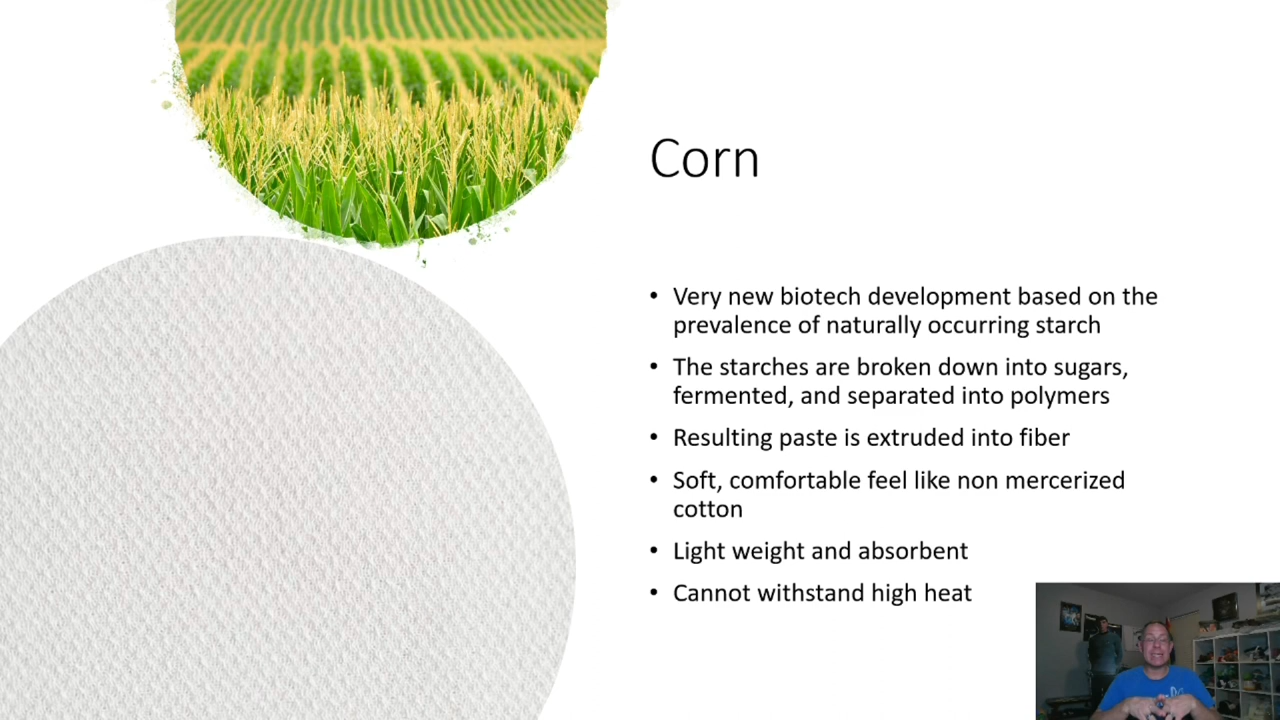 Corn
• Very new biotech development based on the
prevalence of naturally occurring starch
• The starches are broken down into sugars,
fermented, and separated into polymers
• Resulting paste is extruded into fiber
• Soft, comfortable feel like non mercerized
cotton
• Light weight and absorbent
• Cannot withstand high heat